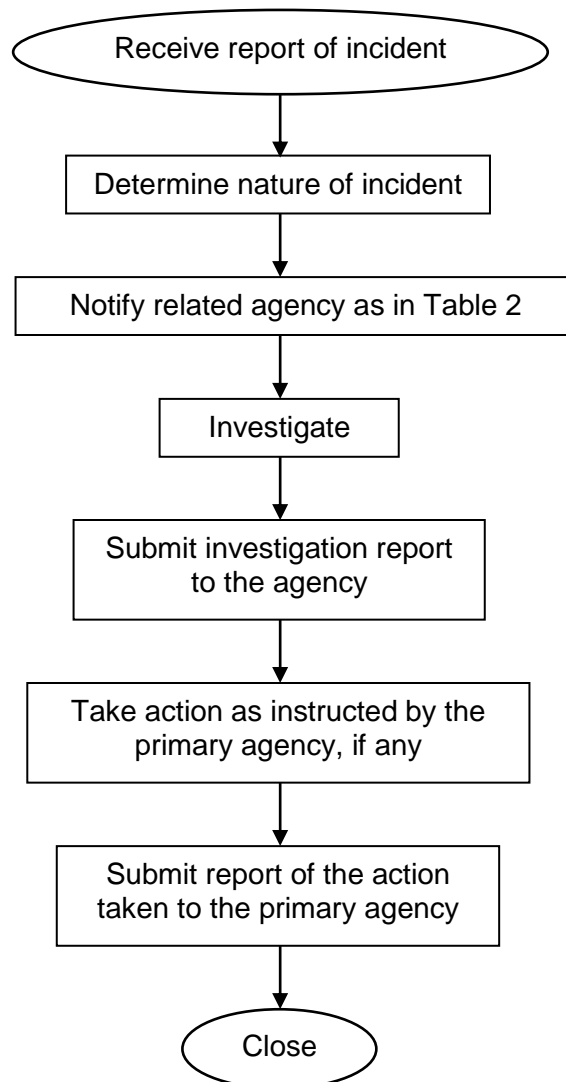 Receive report of incident
Determine nature of incident
Notify related agency as in Table 2
Investigate
Submit investigation report
to the agency
Take action as instructed by the
primary agency, if any
Submit report of the action
taken to the primary agency
Close